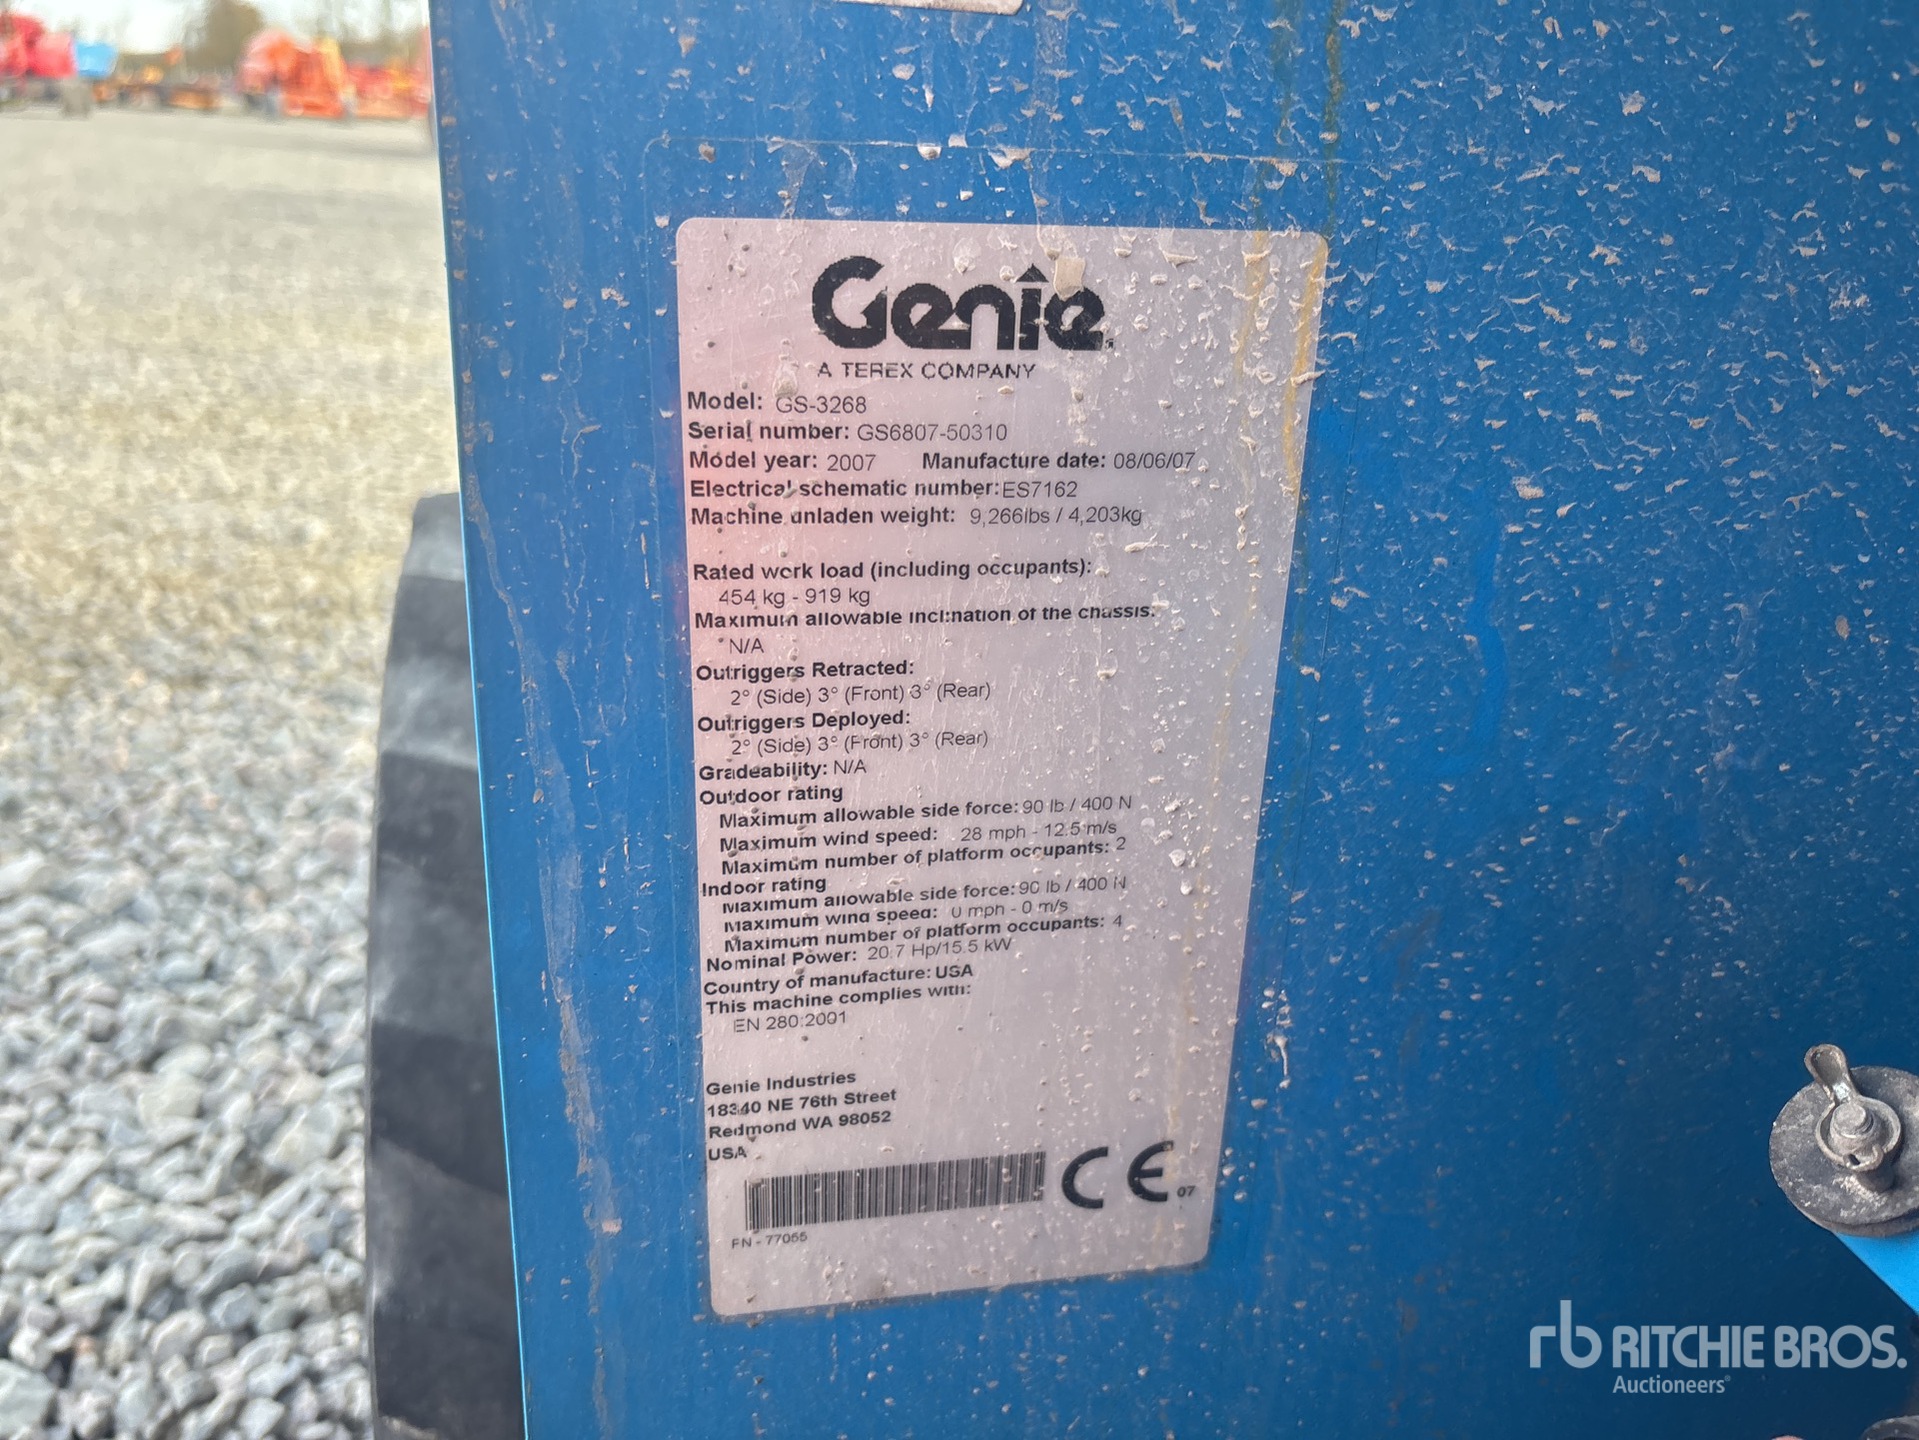 Genie
A TEREX COMPANY
Model: GS-3268
Serial number: GS6807-50310
Model year: 2007 Manufacture date: 08/06/07
Electrical schematic number: ES7162
Machine unladen weight: 9,266lbs / 4,203kg
Rated work load (including occupants):
454 kg - 919 kg
Maximum allowable inclination of the chassis:
N/A
Outriggers Retracted:
2° (Side) 3° (Front) 3° (Rear)
Outriggers Deployed:
2° (Side) 3° (Front) 3° (Rear)
Gradeability: N/A
Outdoor rating
Maximum allowable side force: 90 lb / 400 N
Maximum wind speed: 28 mph - 12.5 m/s
Maximum number of platform occupants: 2
Indoor rating
Maximum allowable side force: 90 lb / 400 N
Maximum wind speed: 0 mph - 0 m/s
Maximum number of platform occupants: 4
Nominal Power: 20.7 Hp/15.5 kW
Country of manufacture: USA
This machine complies with:
EN 280:2001
Genie Industries
18340 NE 76th Street
Redmond WA 98052
USA
CE 07
PN - 77055
rb RITCHIE BROS.
Auctioneers®